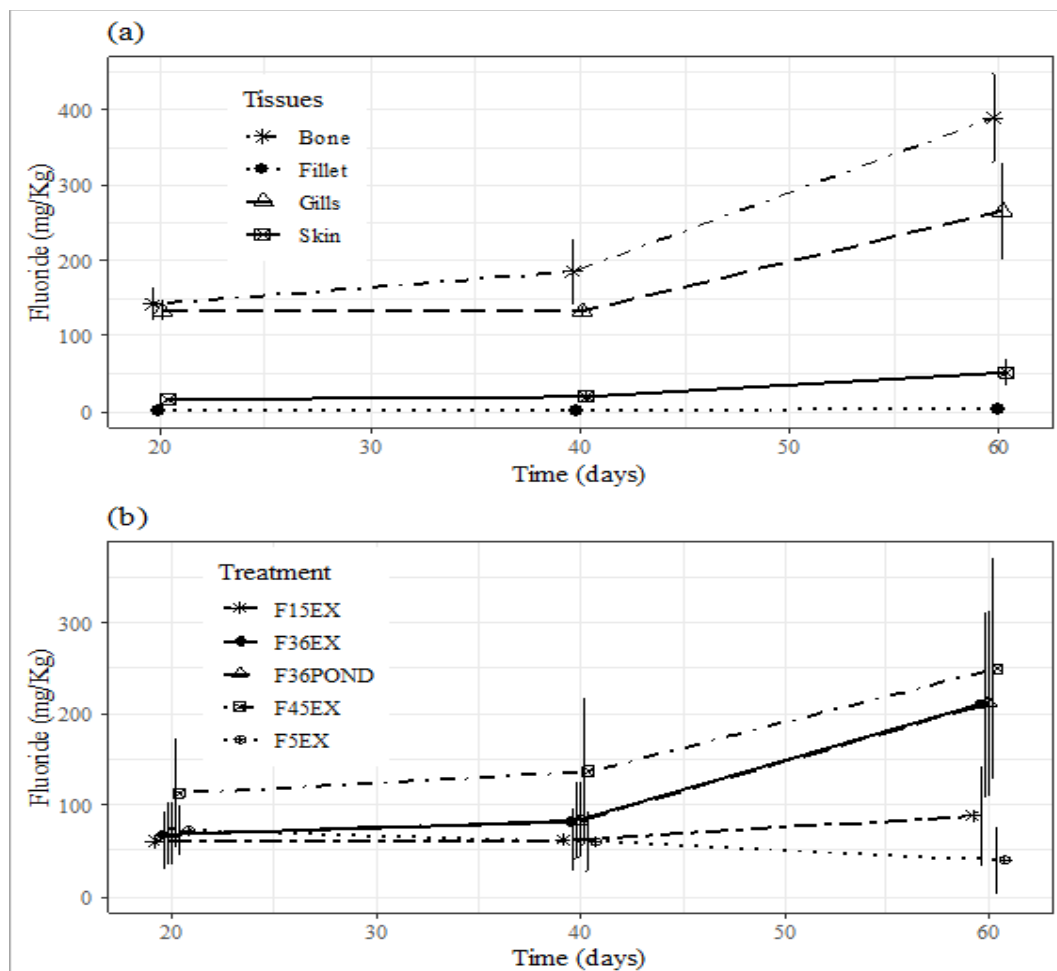 (a)
Fluoride (mg/Kg)
400
300
200
100
0
Tissues
Bone
Fillet
Gills
Skin
20
30
40
50
60
Time (days)
(b)
Fluoride (mg/Kg)
300
200
100
0
Treatment
F15EX
F36EX
F36POND
F45EX
F5EX
20
30
40
50
60
Time (days)